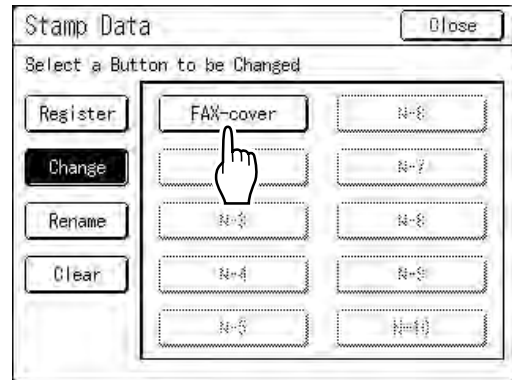 Stamp Data
Close
Select a Button to be Changed
Register
Change
Rename
Clear
FAX-cover
N-3
N-4
N-5
N-6
N-7
N-8
N-9
N-10